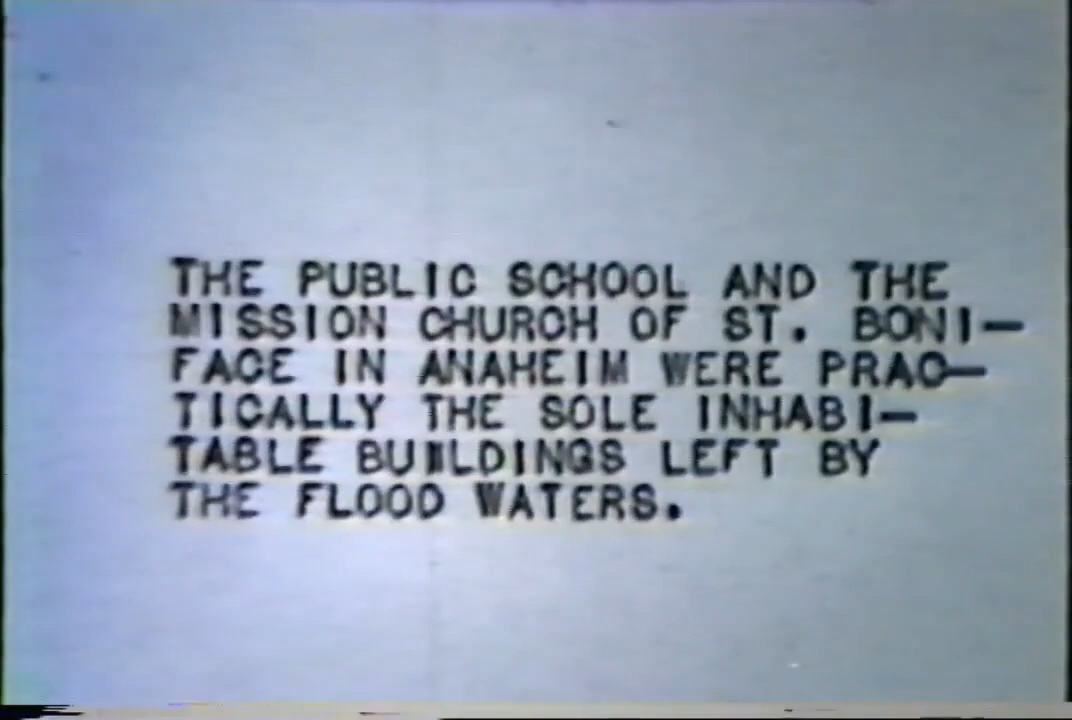 THE PUBLIC SCHOOL AND THE
MISSION CHURCH OF ST. BONI-
FACE IN ANAHEIM WERE PRAC-
TICALLY THE SOLE INHABI-
TABLE BUILDINGS LEFT BY
THE FLOOD WATERS.